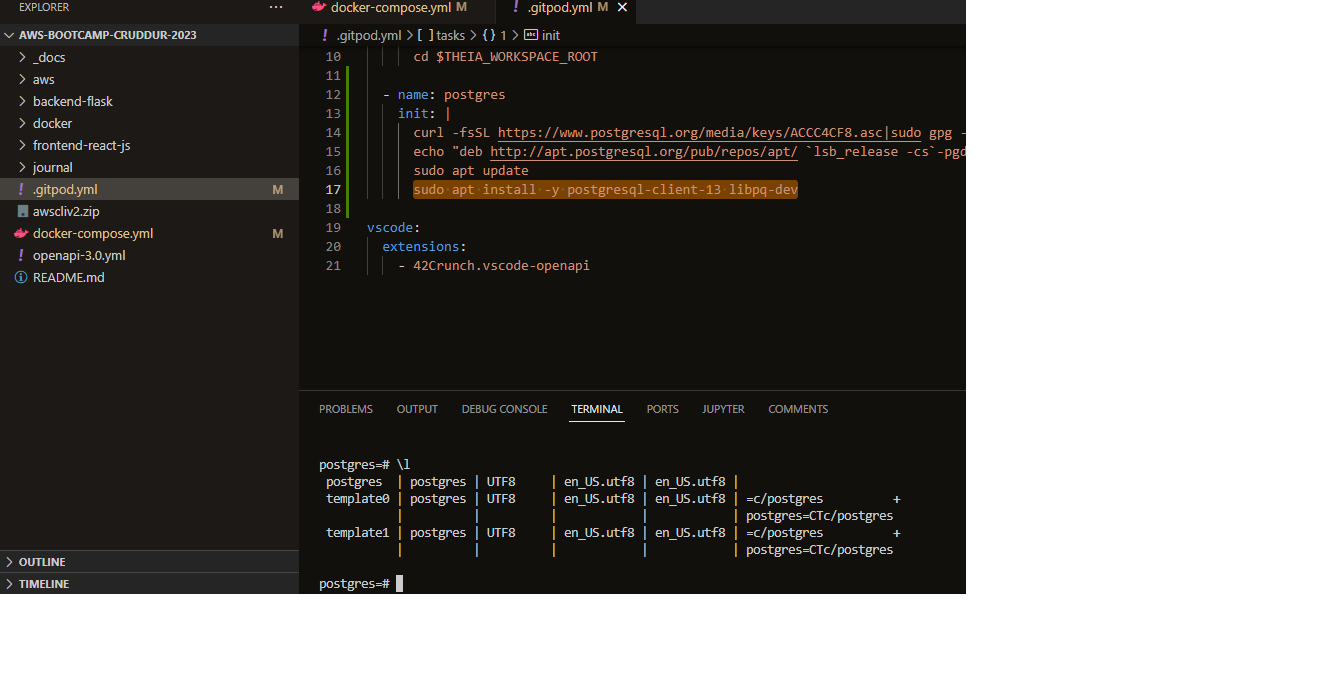 EXPLORER ···
AWS-BOOTCAMP-CRUDDUR-2023
_docs
aws
backend-flask
docker
frontend-react-js
journal
! .gitpod.yml M
awscliv2.zip
docker-compose.yml M
! openapi-3.0.yml
README.md
OUTLINE
TIMELINE
docker-compose.yml M ! .gitpod.yml M ×
! .gitpod.yml > [ ] tasks > {} 1 > abc init
10 cd $THEIA_WORKSPACE_ROOT
11
12 - name: postgres
13 init: |
14 curl -fsSL https://www.postgresql.org/media/keys/ACCC4CF8.asc|sudo gpg -
15 echo "deb http://apt.postgresql.org/pub/repos/apt/ `lsb_release -cs`-pgd
16 sudo apt update
17 sudo apt install -y postgresql-client-13 libpq-dev
18
19 vscode:
20 extensions:
21 - 42Crunch.vscode-openapi
PROBLEMS OUTPUT DEBUG CONSOLE TERMINAL PORTS JUPYTER COMMENTS
postgres=# \l
postgres | postgres | UTF8 | en_US.utf8 | en_US.utf8 |
template0 | postgres | UTF8 | en_US.utf8 | en_US.utf8 | =c/postgres +
| | | | | postgres=CTc/postgres
template1 | postgres | UTF8 | en_US.utf8 | en_US.utf8 | =c/postgres +
| | | | | postgres=CTc/postgres
postgres=#